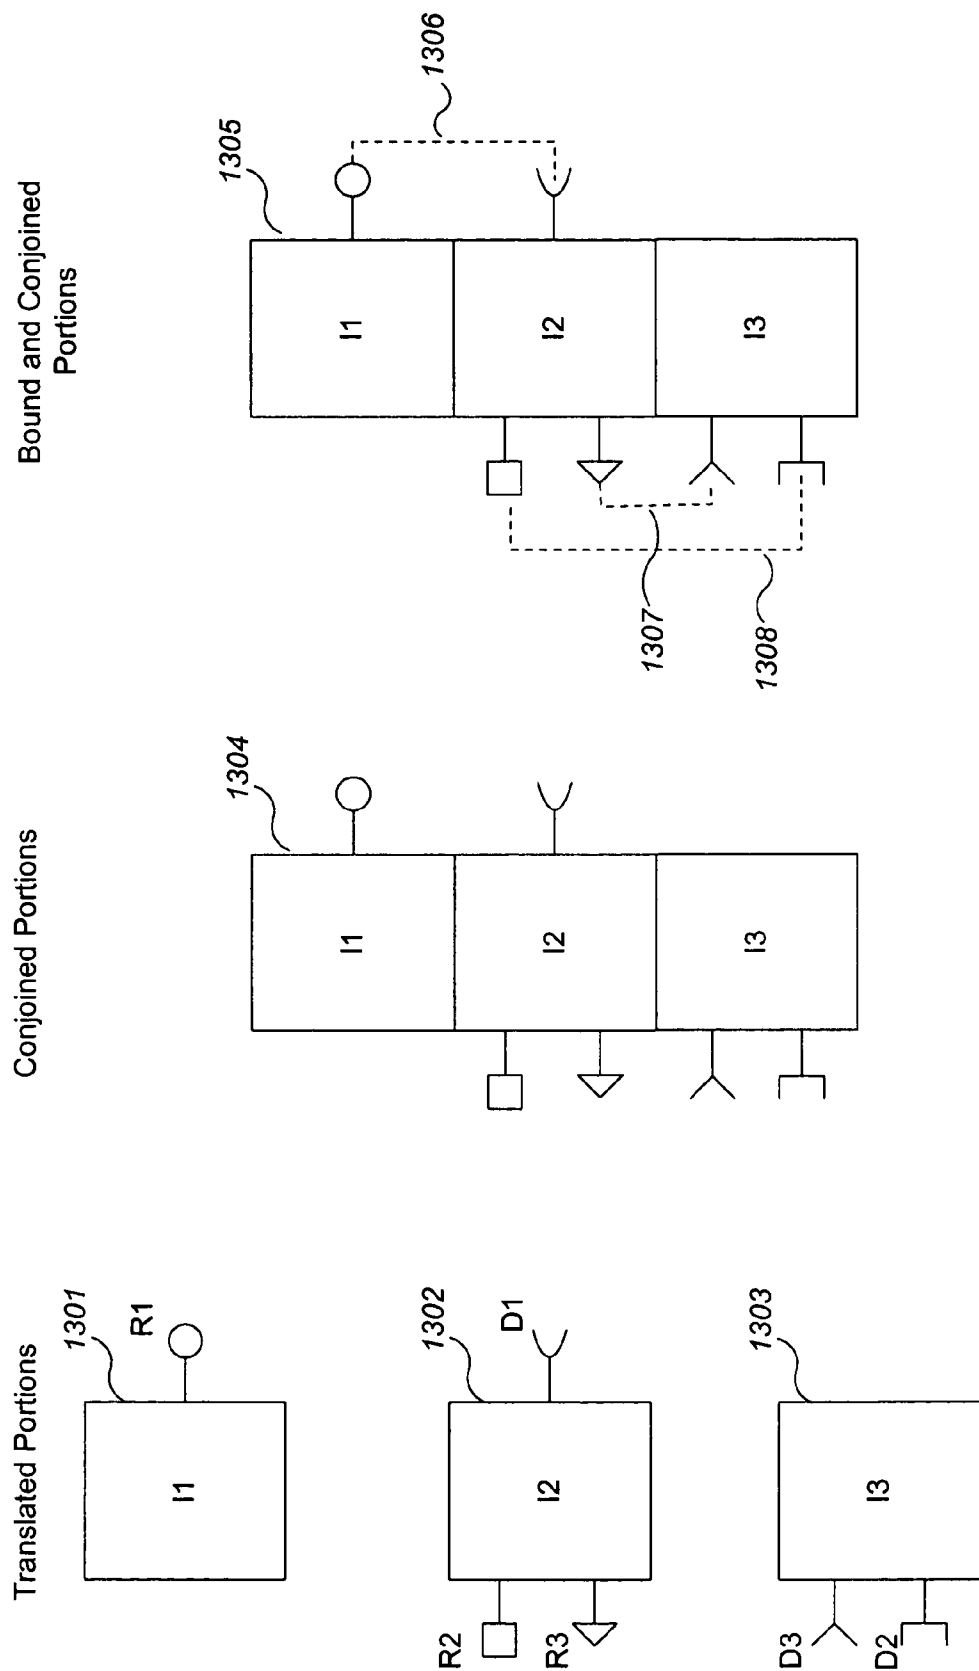 Translated Portions
1301
R1
I1
1302
D1
I2
R2
R3
1303
I3
D3
D2
Conjoined Portions
1304
I1
I2
I3
Bound and Conjoined
Portions
1305
1306
I1
I2
I3
1307
1308